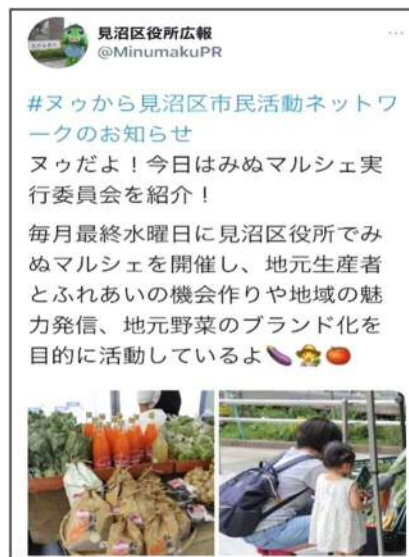 見沼区役所広報
@MinumakuPR
#ヌゥから見沼区市民活動ネットワ
ークのお知らせ
ヌゥだよ！今日はみぬマルシェ実
行委員会を紹介！
毎月最終水曜日に見沼区役所でみ
ぬマルシェを開催し、地元生産者
とふれあいの機会作りや地域の魅
力発信、地元野菜のブランド化を
目的に活動しているよ🍆👩‍🌾🍅